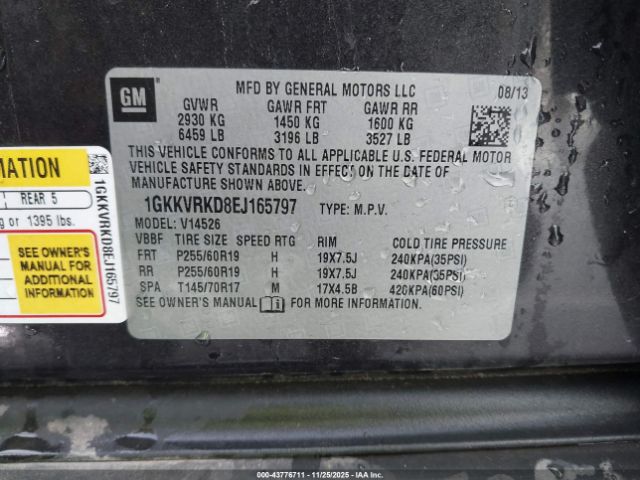 GM
MFD BY GENERAL MOTORS LLC 08/13
GVWR GAWR FRT GAWR RR
2930 KG 1450 KG 1600 KG
6459 LB 3196 LB 3527 LB
THIS VEHICLE CONFORMS TO ALL APPLICABLE U.S. FEDERAL MOTOR
VEHICLE SAFETY STANDARDS IN EFFECT ON THE DATE OF
MANUFACTURE SHOWN ABOVE.
1GKKVRKD8EJ165797 TYPE: M.P.V.
MODEL: V14526
VBBF TIRE SIZE SPEED RTG RIM COLD TIRE PRESSURE
FRT P255/60R19 H 19X7.5J 240KPA(35PSI)
RR P255/60R19 H 19X7.5J 240KPA(35PSI)
SPA T145/70R17 M 17X4.5B 420KPA(60PSI)
SEE OWNER'S MANUAL FOR MORE INFORMATION.
MATION
REAR 5
g or 1395 lbs.
SEE OWNER'S
MANUAL FOR
ADDITIONAL
INFORMATION
1GKKVRKD8EJ165797
000-43776711 - 11/25/2025 - IAAI.COM